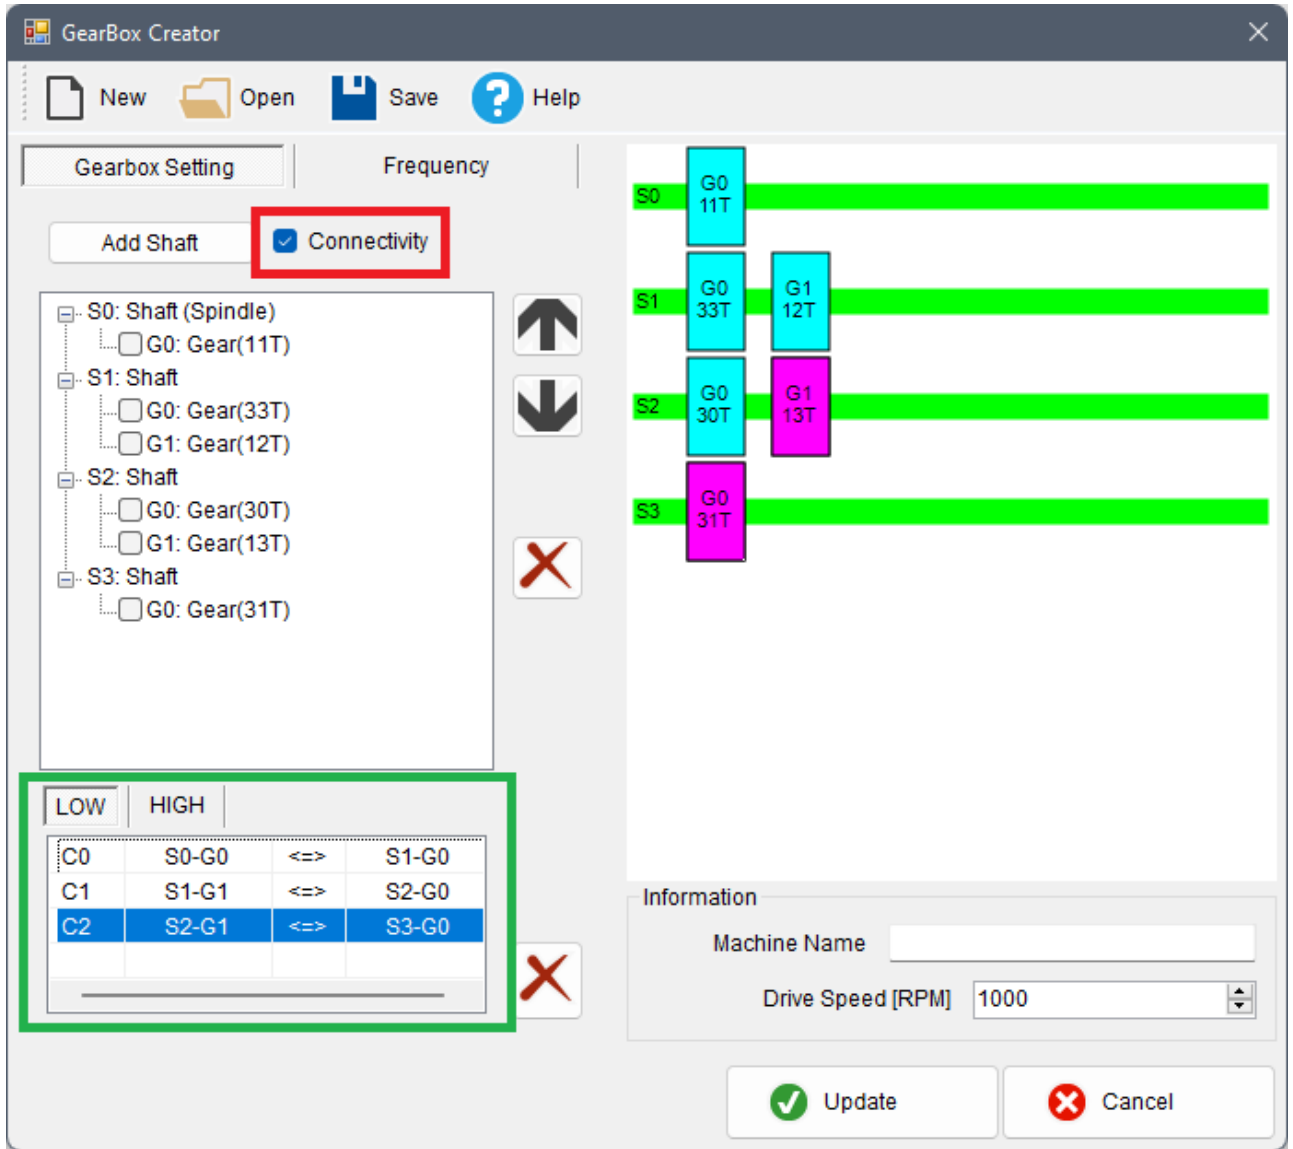 GearBox Creator
New Open Save Help
Gearbox Setting Frequency
Add Shaft Connectivity
S0: Shaft (Spindle)
G0: Gear(11T)
S1: Shaft
G0: Gear(33T)
G1: Gear(12T)
S2: Shaft
G0: Gear(30T)
G1: Gear(13T)
S3: Shaft
G0: Gear(31T)
LOW HIGH
C0 S0-G0 <=> S1-G0
C1 S1-G1 <=> S2-G0
C2 S2-G1 <=> S3-G0
S0 G0
11T
S1 G0 G1
33T 12T
S2 G0 G1
30T 13T
S3 G0
31T
Information
Machine Name
Drive Speed [RPM] 1000
Update Cancel